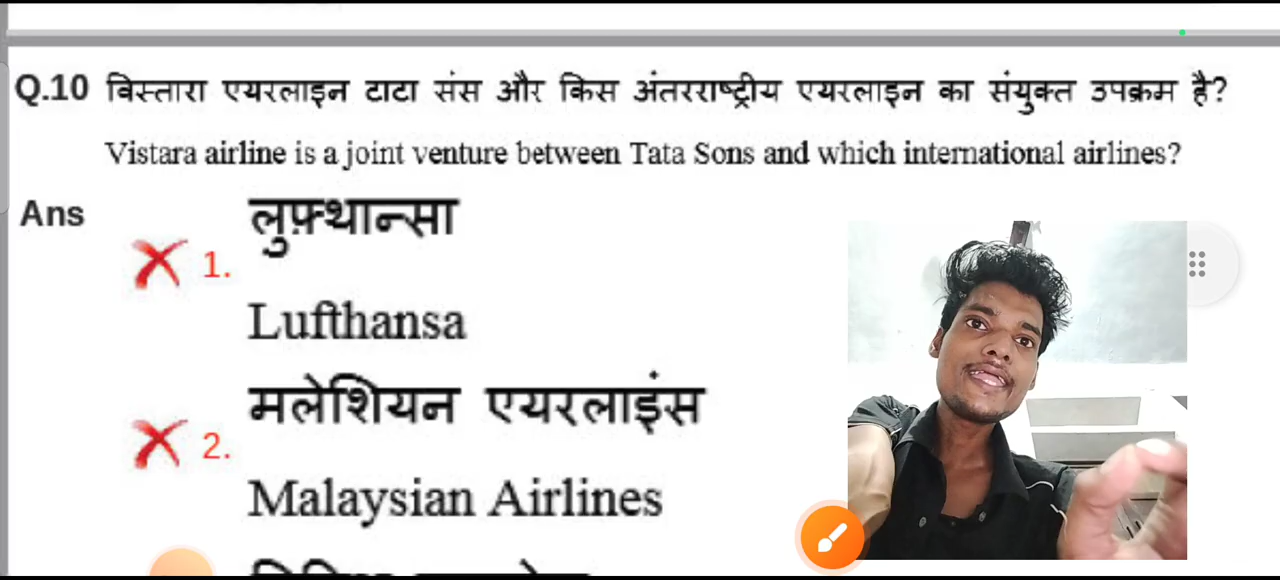 Q.10 विस्तारा एयरलाइन टाटा संस और किस अंतरराष्ट्रीय एयरलाइन का संयुक्त उपक्रम है?
Vistara airline is a joint venture between Tata Sons and which international airlines?
Ans
लुफ़्थान्सा
1.
Lufthansa
मलेशियन एयरलाइंस
2.
Malaysian Airlines